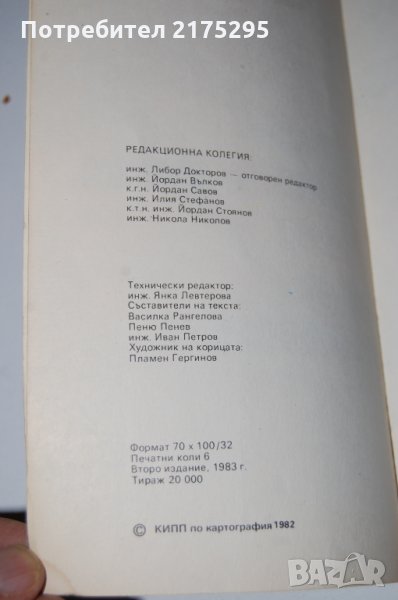 Потребител 2175295
РЕДАКЦИОННА КОЛЕГИЯ:
инж. Либор Докторов — отговорен редактор
инж. Йордан Вълков
к.г.н. Йордан Савов
инж. Илия Стефанов
к.т.н. инж. Йордан Стоянов
инж. Никола Николов
Технически редактор:
инж. Янка Левтерова
Съставители на текста:
Василка Рангелова
Пеню Пенев
инж. Иван Петров
Художник на корицата:
Пламен Гергинов
Формат 70 x 100/32
Печатни коли 6
Второ издание, 1983 г.
Тираж 20 000
© КИПП по картография 1982
BAZAR